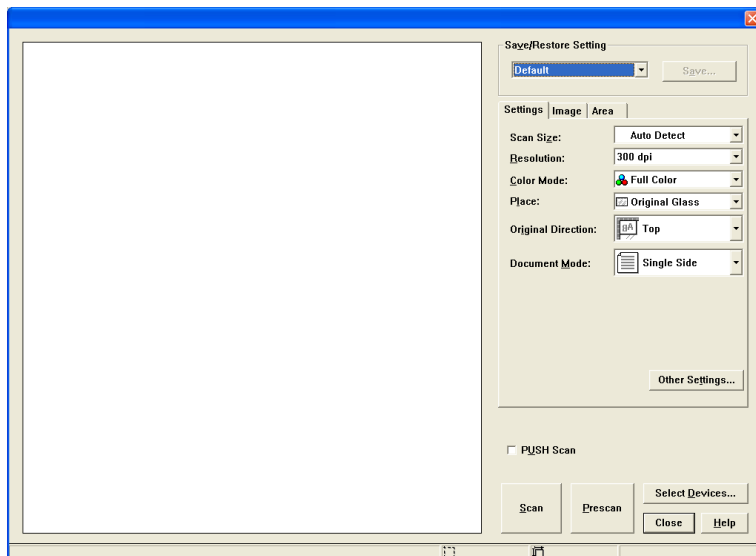 Save/Restore Setting
Default
Save...
Settings Image Area
Scan Size: Auto Detect
Resolution: 300 dpi
Color Mode: Full Color
Place: Original Glass
Original Direction: Top
Document Mode: Single Side
Other Settings...
PUSH Scan
Select Devices...
Scan Prescan
Close Help